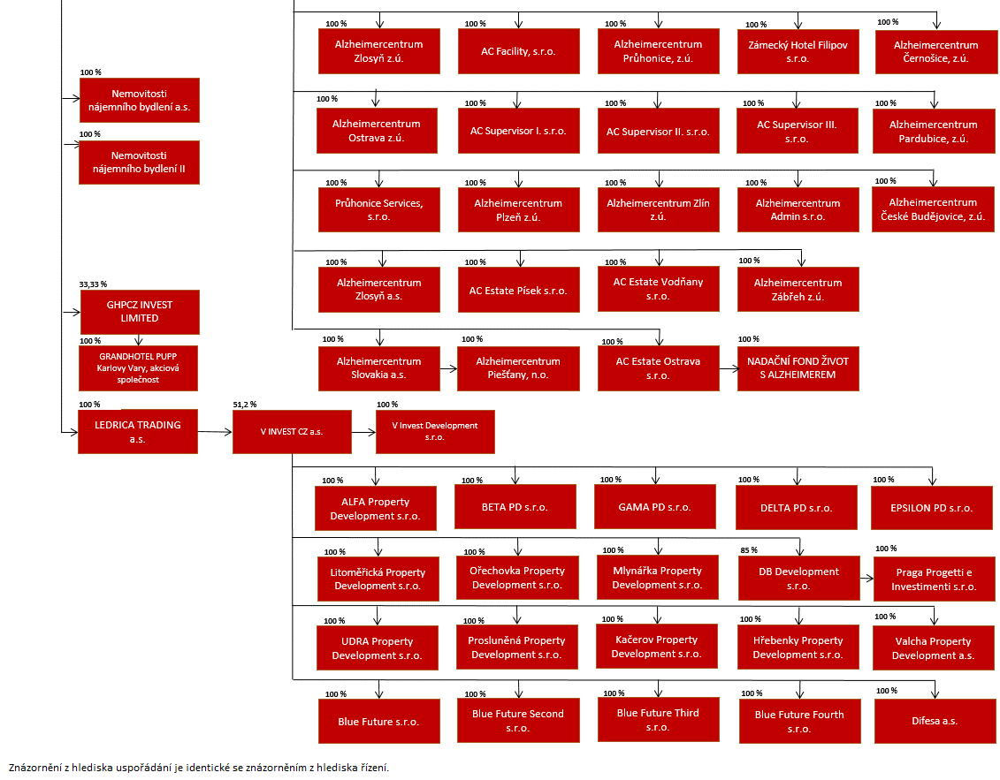 100 %
100 %
100 %
100 %
100 %
Alzheimercentrum
Zlosyň z.ú.
AC Facility, s.r.o.
Alzheimercentrum
Průhonice, z.ú.
Zámecký Hotel Filipov
s.r.o.
Alzheimercentrum
Černošice, z.ú.
100 %
Nemovitosti
nájemního bydlení a.s.
100 %
100 %
100 %
100 %
100 %
Alzheimercentrum
Ostrava z.ú.
AC Supervisor I. s.r.o.
AC Supervisor II. s.r.o.
AC Supervisor III.
s.r.o.
Alzheimercentrum
Pardubice, z.ú.
100 %
Nemovitosti
nájemního bydlení II
100 %
100 %
100 %
100 %
100 %
Průhonice Services,
s.r.o.
Alzheimercentrum
Plzeň z.ú.
Alzheimercentrum Zlín
z.ú.
Alzheimercentrum
Admin s.r.o.
Alzheimercentrum
České Budějovice, z.ú.
100 %
100 %
100 %
100 %
Alzheimercentrum
Zlosyň a.s.
AC Estate Písek s.r.o.
AC Estate Vodňany
s.r.o.
Alzheimercentrum
Zábřeh z.ú.
33,33 %
GHPCZ INVEST
LIMITED
100 %
GRANDHOTEL PUPP
Karlovy Vary, akciová
společnost
100 %
100 %
100 %
100 %
Alzheimercentrum
Slovakia a.s.
Alzheimercentrum
Piešťany, n.o.
AC Estate Ostrava
s.r.o.
NADAČNÍ FOND ŽIVOT
S ALZHEIMEREM
100 %
51,2 %
100 %
LEDRICA TRADING
a.s.
V INVEST CZ a.s.
V Invest Development
s.r.o.
100 %
100 %
100 %
100 %
100 %
ALFA Property
Development s.r.o.
BETA PD s.r.o.
GAMA PD s.r.o.
DELTA PD s.r.o.
EPSILON PD s.r.o.
100 %
100 %
100 %
85 %
100 %
Litoměřická Property
Development s.r.o.
Ořechovka Property
Development s.r.o.
Mlynářka Property
Development s.r.o.
DB Development
s.r.o.
Praga Progetti e
Investimenti s.r.o.
100 %
100 %
100 %
100 %
100 %
UDRA Property
Development s.r.o.
Prosluněná Property
Development s.r.o.
Kačerov Property
Development s.r.o.
Hřebenky Property
Development s.r.o.
Valcha Property
Development a.s.
100 %
100 %
100 %
100 %
100 %
Blue Future s.r.o.
Blue Future Second
s.r.o.
Blue Future Third
s.r.o.
Blue Future Fourth
s.r.o.
Difesa a.s.
Znázornění z hlediska uspořádání je identické se znázorněním z hlediska řízení.